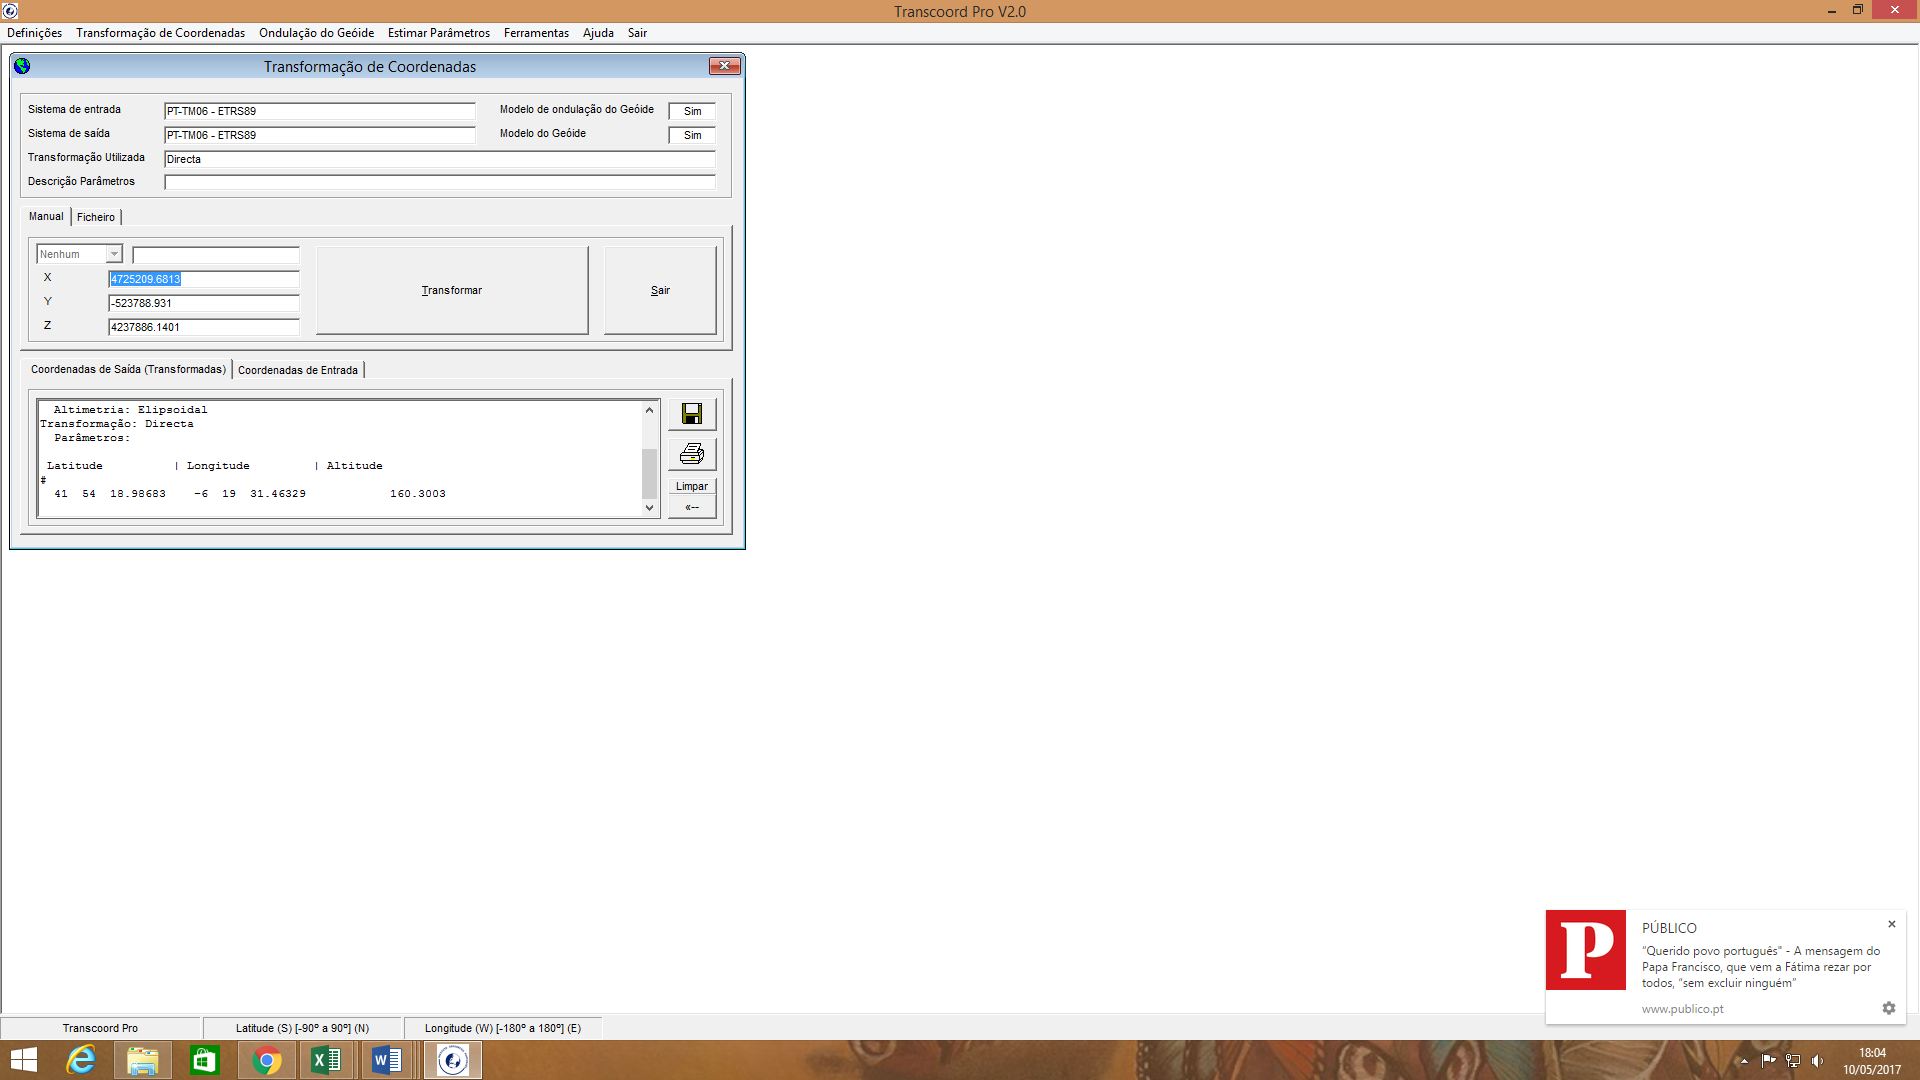 Transcoord Pro V2.0
Definições Transformação de Coordenadas Ondulação do Geóide Estimar Parâmetros Ferramentas Ajuda Sair
Transformação de Coordenadas
Sistema de entrada PT-TM06 - ETRS89 Modelo de ondulação do Geóide Sim
Sistema de saída PT-TM06 - ETRS89 Modelo do Geóide Sim
Transformação Utilizada Directa
Descrição Parâmetros
Manual Ficheiro
Nenhum
X 4725209.6813
Y -523788.931
Z 4237886.1401
Transformar
Sair
Coordenadas de Saída (Transformadas) Coordenadas de Entrada
Altimetria: Elipsoidal
Transformação: Directa
Parâmetros:
Latitude | Longitude | Altitude
#
41 54 18.98683 -6 19 31.46329 160.3003
Limpar
«--
P
PÚBLICO
"Querido povo português" - A mensagem do
Papa Francisco, que vem a Fátima rezar por
todos, "sem excluir ninguém"
www.publico.pt
Transcoord Pro Latitude (S) [-90º a 90º] (N) Longitude (W) [-180º a 180º] (E)
18:04
10/05/2017